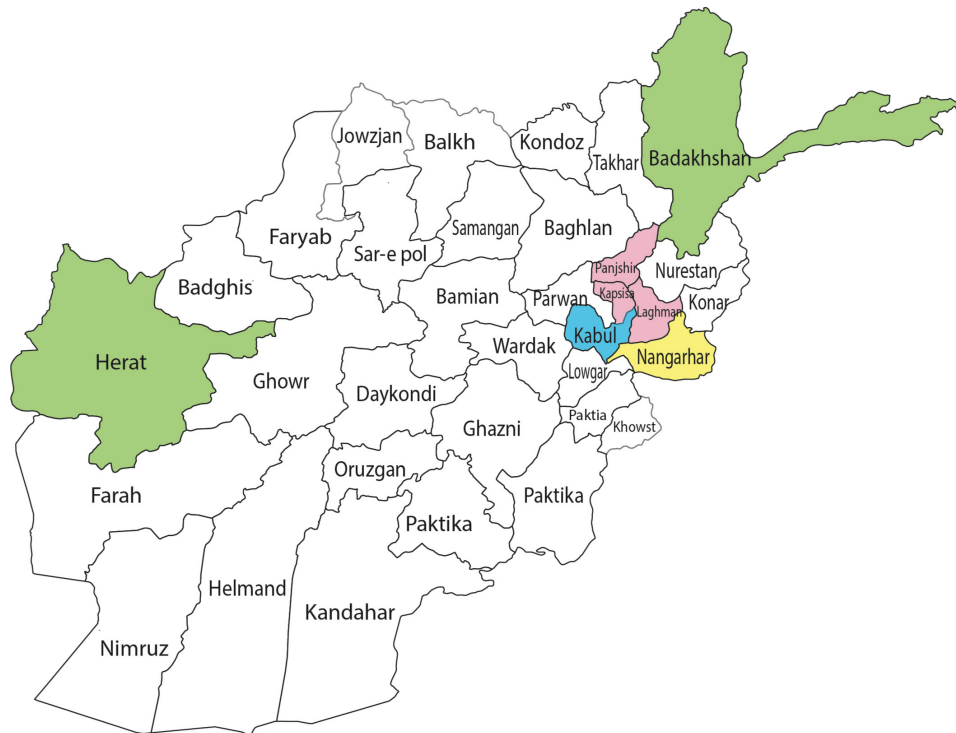 Jowzjan
Balkh
Kondoz
Takhar
Badakhshan
Faryab
Sar-e pol
Samangan
Baghlan
Panjshir
Nurestan
Badghis
Bamian
Parwan
Kapsisa
Laghman
Konar
Kabul
Herat
Wardak
Nangarhar
Ghowr
Daykondi
Lowgar
Ghazni
Paktia
Khowst
Farah
Oruzgan
Paktika
Paktika
Helmand
Kandahar
Nimruz